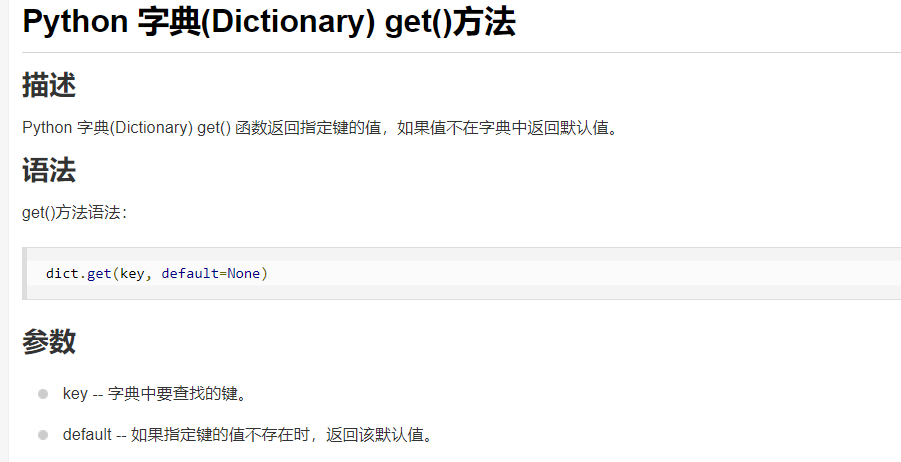 Python 字典(Dictionary) get()方法
描述
Python 字典(Dictionary) get() 函数返回指定键的值，如果值不在字典中返回默认值。
语法
get()方法语法：
dict.get(key, default=None)
参数
key -- 字典中要查找的键。
default -- 如果指定键的值不存在时，返回该默认值。